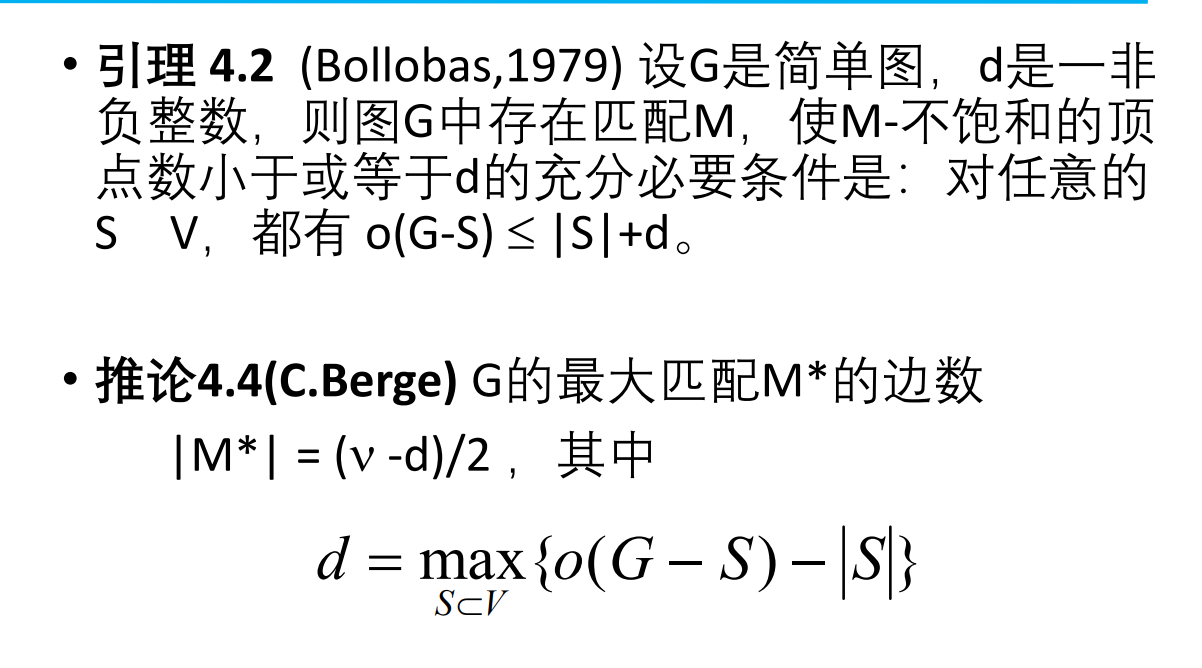 • 引理 4.2 (Bollobas,1979) 设G是简单图，d是一非
负整数，则图G中存在匹配M，使M-不饱和的顶
点数小于或等于d的充分必要条件是：对任意的
S V，都有 o(G-S) ≤ |S|+d。
• 推论4.4(C.Berge) G的最大匹配M*的边数
|M*| = (ν -d)/2 ，其中
d = max{o(G − S) − |S|}
S⊂V